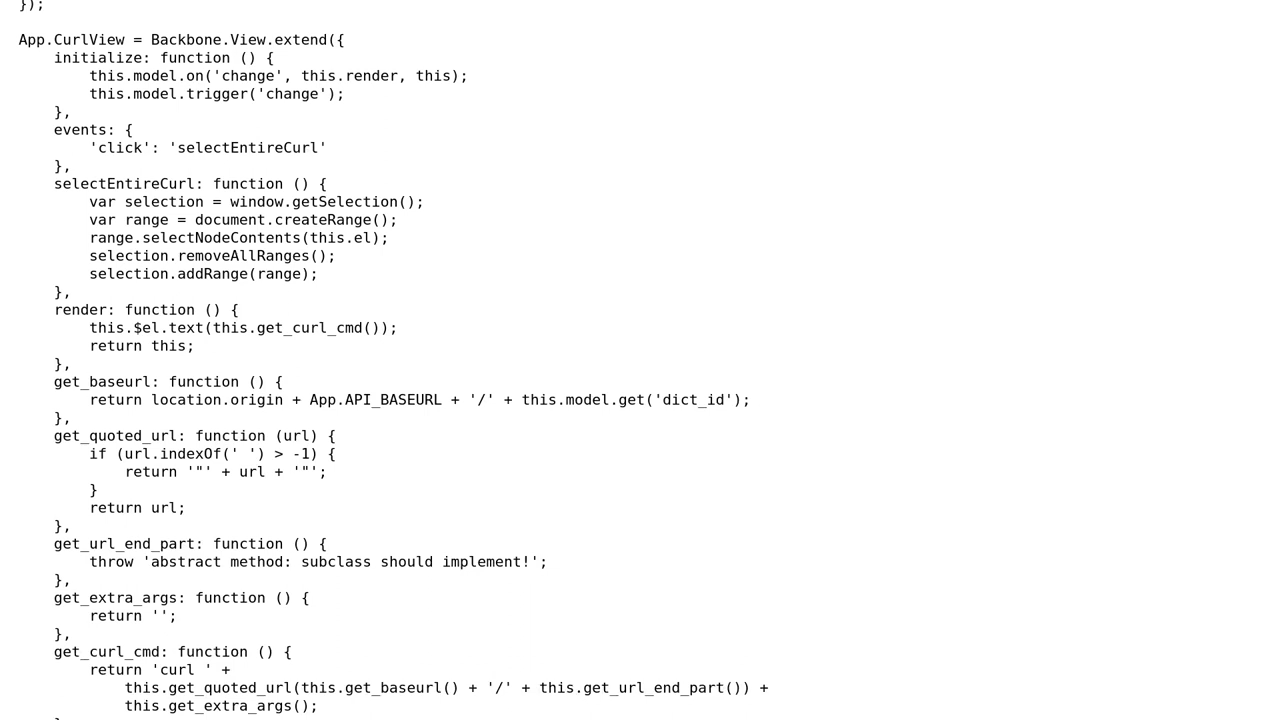 });

App.CurlView = Backbone.View.extend({
    initialize: function () {
        this.model.on('change', this.render, this);
        this.model.trigger('change');
    },
    events: {
        'click': 'selectEntireCurl'
    },
    selectEntireCurl: function () {
        var selection = window.getSelection();
        var range = document.createRange();
        range.selectNodeContents(this.el);
        selection.removeAllRanges();
        selection.addRange(range);
    },
    render: function () {
        this.$el.text(this.get_curl_cmd());
        return this;
    },
    get_baseurl: function () {
        return location.origin + App.API_BASEURL + '/' + this.model.get('dict_id');
    },
    get_quoted_url: function (url) {
        if (url.indexOf(' ') > -1) {
            return '"' + url + '"';
        }
        return url;
    },
    get_url_end_part: function () {
        throw 'abstract method: subclass should implement!';
    },
    get_extra_args: function () {
        return '';
    },
    get_curl_cmd: function () {
        return 'curl ' +
            this.get_quoted_url(this.get_baseurl() + '/' + this.get_url_end_part()) +
            this.get_extra_args();